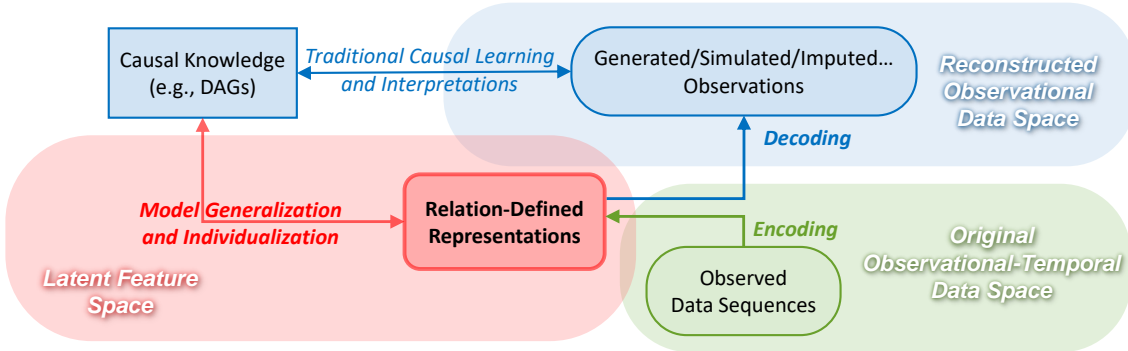 Causal Knowledge
(e.g., DAGs)
Traditional Causal Learning
and Interpretations
Generated/Simulated/Imputed...
Observations
Reconstructed
Observational
Data Space
Decoding
Model Generalization
and Individualization
Relation-Defined
Representations
Encoding
Latent Feature
Space
Observed
Data Sequences
Original
Observational-Temporal
Data Space